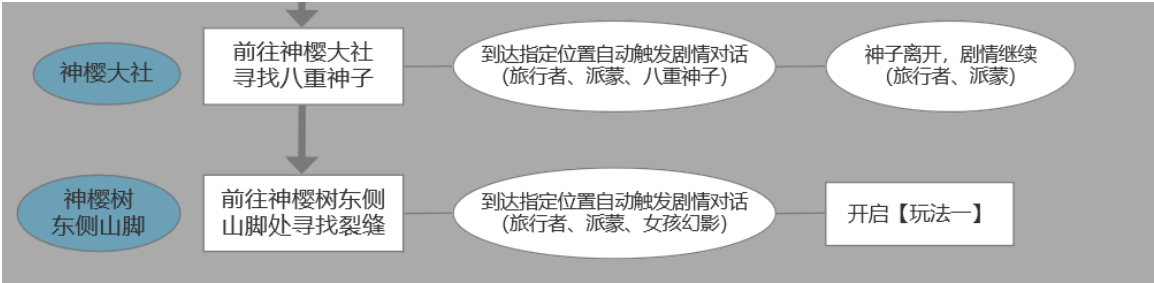 神樱大社
前往神樱大社
寻找八重神子
到达指定位置自动触发剧情对话
(旅行者、派蒙、八重神子)
神子离开，剧情继续
(旅行者、派蒙)
神樱树
东侧山脚
前往神樱树东侧
山脚处寻找裂缝
到达指定位置自动触发剧情对话
(旅行者、派蒙、女孩幻影)
开启【玩法一】